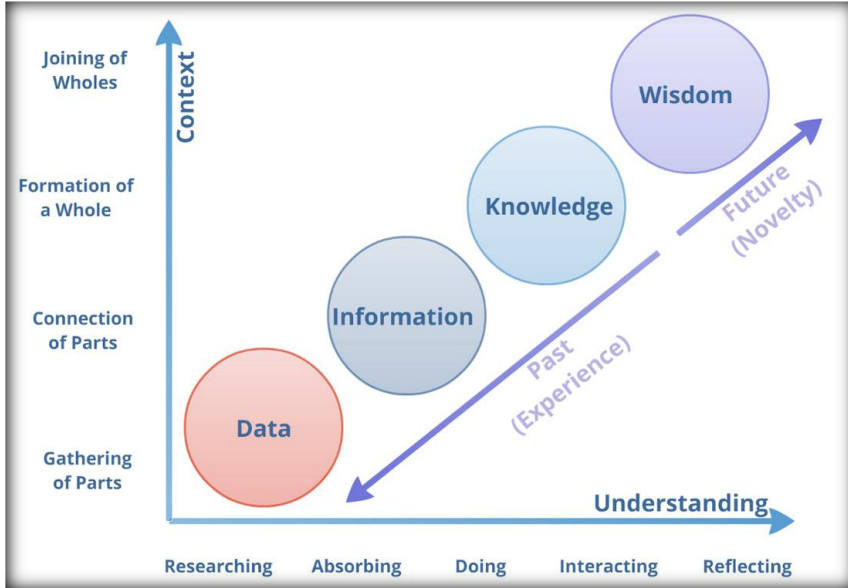 Joining of
Wholes
Context
Wisdom
Formation of
a Whole
Knowledge
Future
(Novelty)
Connection
of Parts
Information
Past
(Experience)
Data
Gathering
of Parts
Understanding
Researching
Absorbing
Doing
Interacting
Reflecting